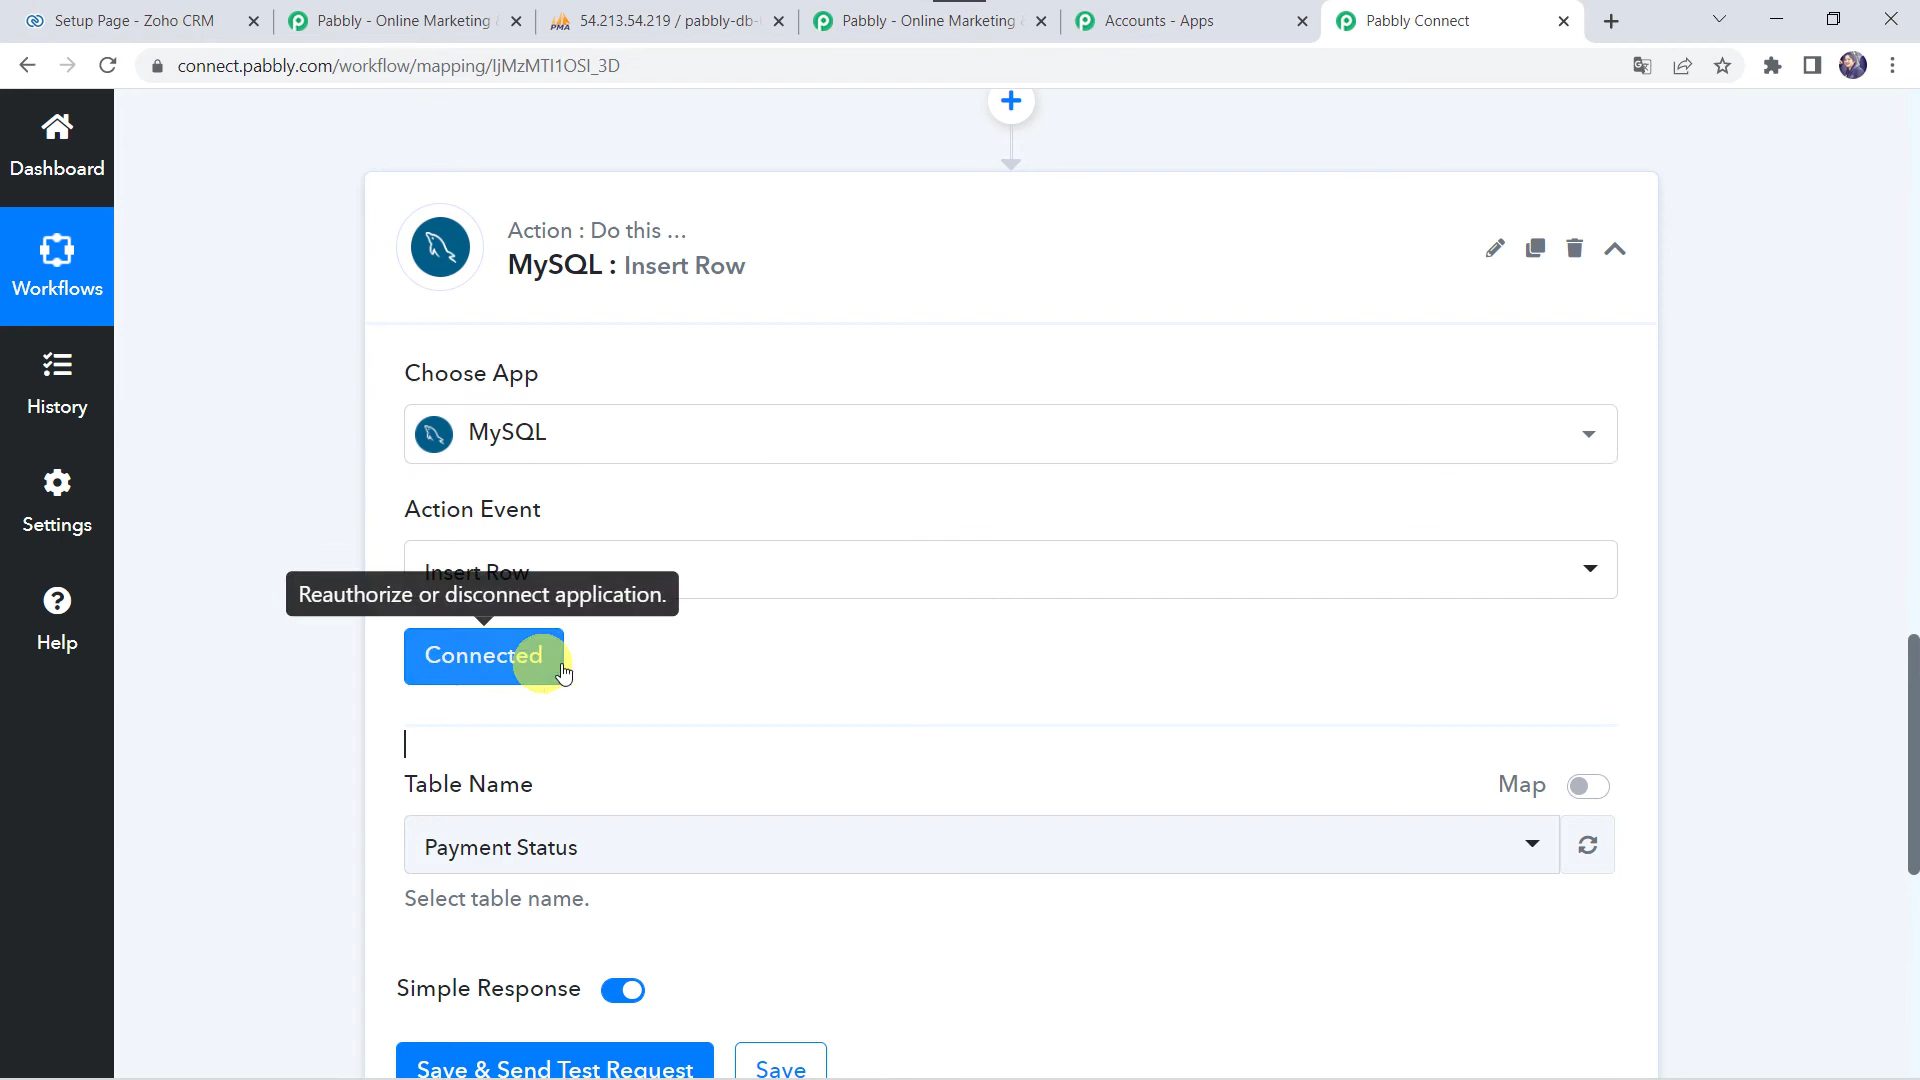 Setup Page - Zoho CRM
Pabbly - Online Marketing
54.213.54.219 / pabbly-db-
Pabbly - Online Marketing
Accounts - Apps
Pabbly Connect
connect.pabbly.com/workflow/mapping/IjMzMTI1OSI_3D
Dashboard
Workflows
History
Settings
Help
Action : Do this ...
MySQL : Insert Row
Choose App
MySQL
Action Event
Insert Row
Reauthorize or disconnect application.
Connected
Table Name
Map
Payment Status
Select table name.
Simple Response
Save & Send Test Request
Save